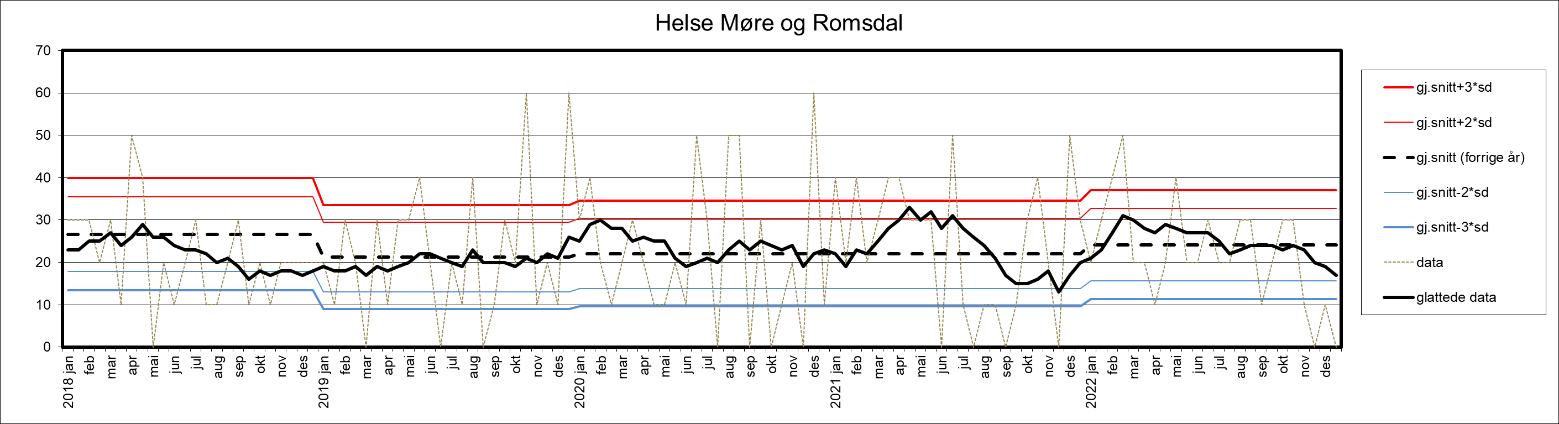 Helse Møre og Romsdal
70
60
50
40
30
20
10
0
2018 jan feb mar apr mai jun jul aug sep okt nov des 2019 jan feb mar apr mai jun jul aug sep okt nov des 2020 jan feb mar apr mai jun jul aug sep okt nov des 2021 jan feb mar apr mai jun jul aug sep okt nov des 2022 jan feb mar apr mai jun jul aug sep okt nov des
gj.snitt+3*sd
gj.snitt+2*sd
gj.snitt (forrige år)
gj.snitt-2*sd
gj.snitt-3*sd
data
glattede data